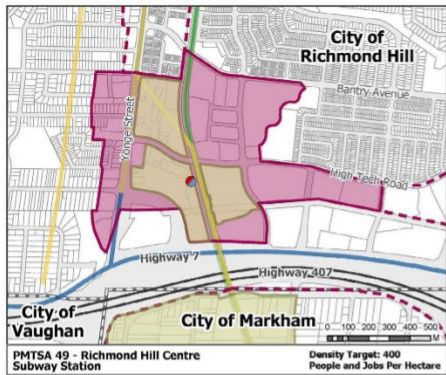 City of
Richmond Hill
Bantry Avenue
Yonge Street
High Tech Road
Highway 7
Highway 407
City of
Vaughan
City of Markham
0 100 200 300 400 500
M
PMTSA 49 - Richmond Hill Centre
Subway Station
Density Target: 400
People and Jobs Per Hectare